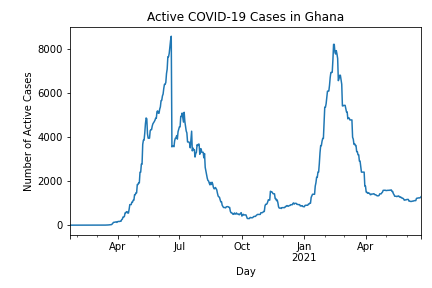 Active COVID-19 Cases in Ghana
Number of Active Cases
8000
6000
4000
2000
0
Apr
Jul
Oct
Jan
2021
Apr
Day